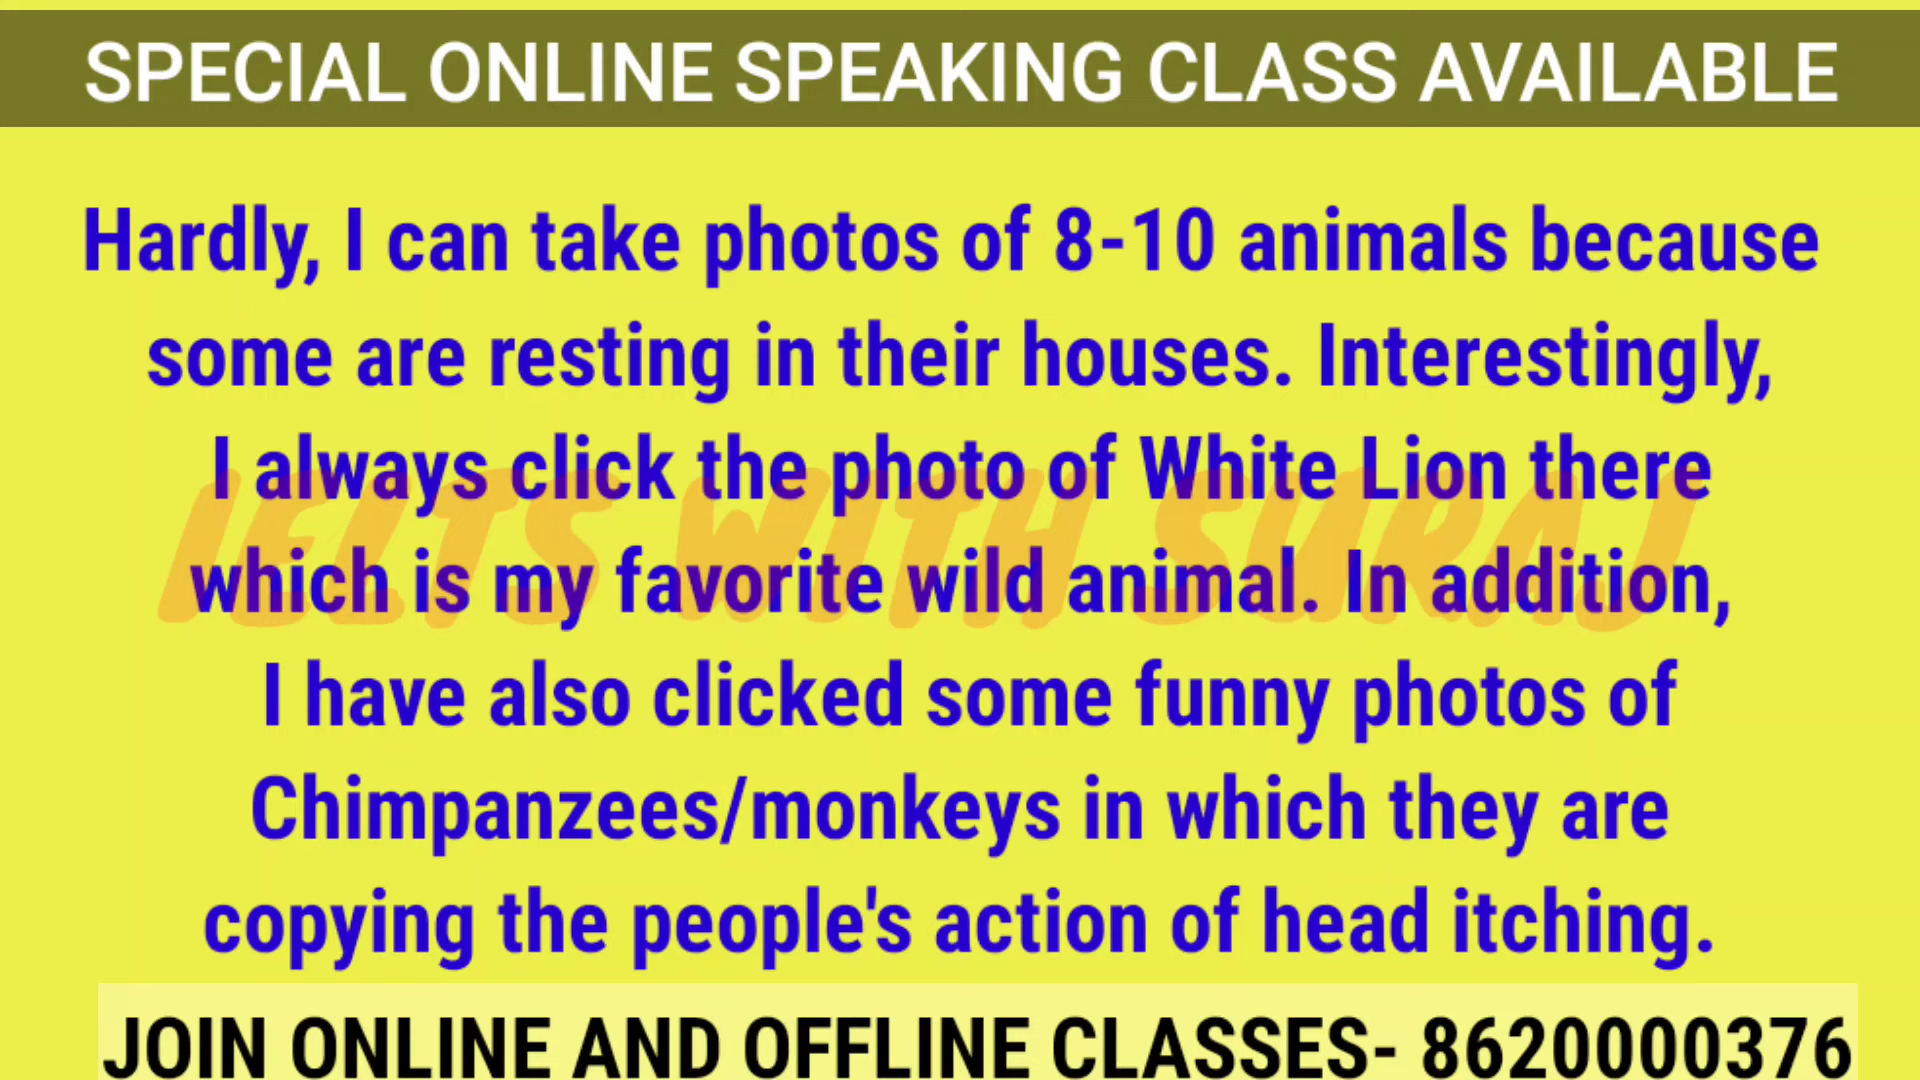 SPECIAL ONLINE SPEAKING CLASS AVAILABLE
Hardly, I can take photos of 8-10 animals because
some are resting in their houses. Interestingly,
I always click the photo of White Lion there
IELTS WITH SURAJ
which is my favorite wild animal. In addition,
I have also clicked some funny photos of
Chimpanzees/monkeys in which they are
copying the people's action of head itching.
JOIN ONLINE AND OFFLINE CLASSES- 8620000376